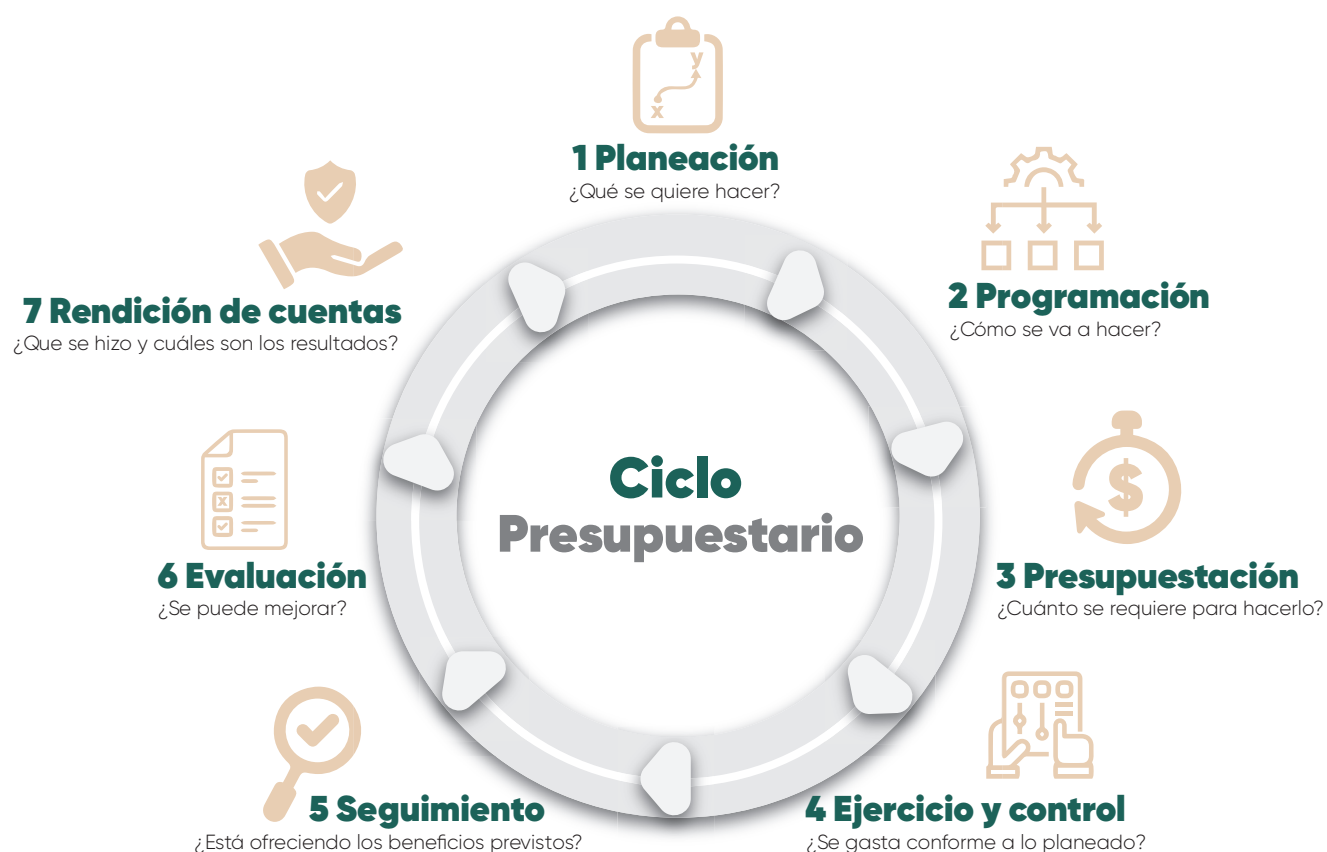 1 Planeación
¿Qué se quiere hacer?
2 Programación
¿Cómo se va a hacer?
3 Presupuestación
¿Cuánto se requiere para hacerlo?
4 Ejercicio y control
¿Se gasta conforme a lo planeado?
5 Seguimiento
¿Está ofreciendo los beneficios previstos?
6 Evaluación
¿Se puede mejorar?
7 Rendición de cuentas
¿Que se hizo y cuáles son los resultados?
Ciclo
Presupuestario
x
y
$